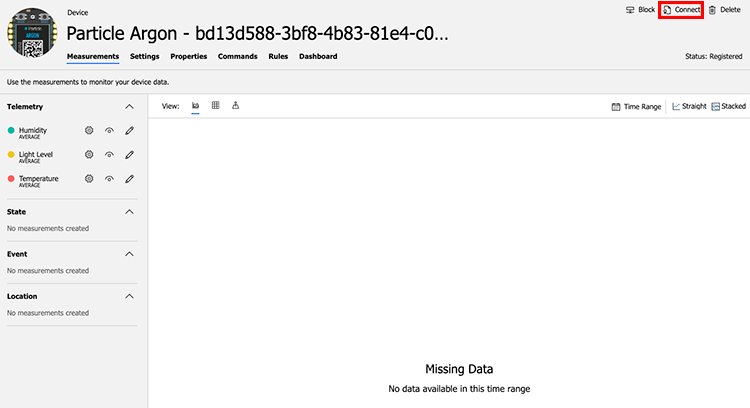 Device
Block Connect Delete
Particle Argon - bd13d588-3bf8-4b83-81e4-c0...
Particle
ARGON
Measurements Settings Properties Commands Rules Dashboard
Status: Registered
Use the measurements to monitor your device data.
Telemetry
View:
Time Range Straight Stacked
Humidity
AVERAGE
Light Level
AVERAGE
Temperature
AVERAGE
State
No measurements created
Event
No measurements created
Location
No measurements created
Missing Data
No data available in this time range